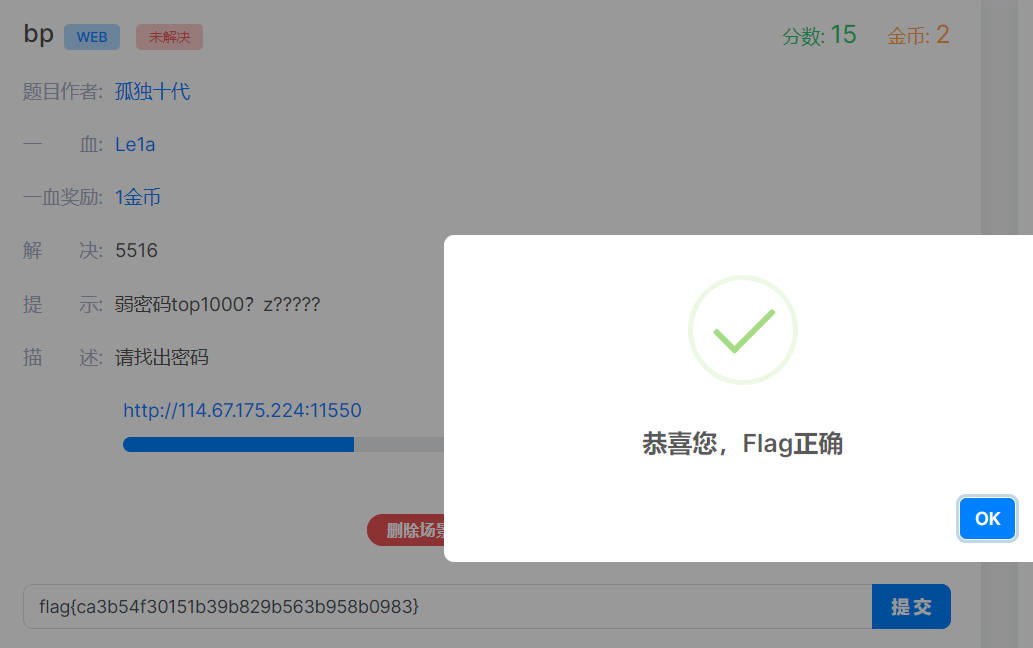 bp WEB 未解决 分数: 15 金币: 2
题目作者: 孤独十代
一 血: Le1a
一血奖励: 1金币
解 决: 5516
提 示: 弱密码top1000？z?????
描 述: 请找出密码
http://114.67.175.224:11550
恭喜您，Flag正确
OK
删除场景
flag{ca3b54f30151b39b829b563b958b0983} 提交